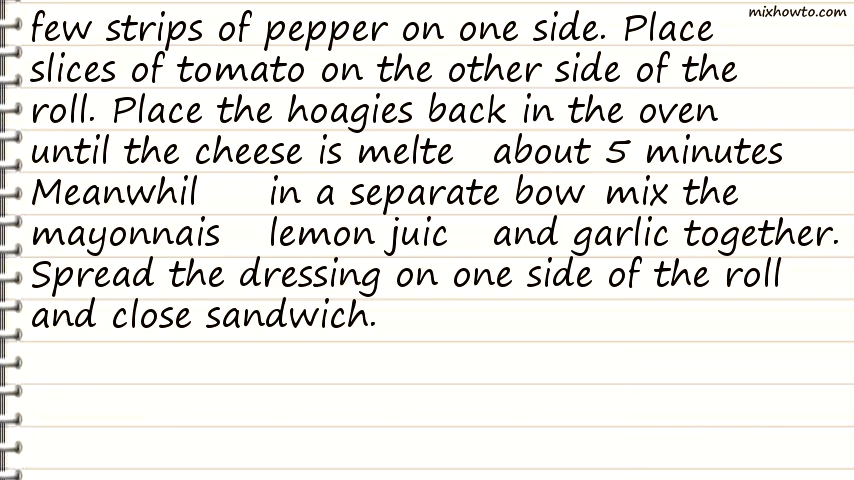 mixhowto.com
few strips of pepper on one side. Place
slices of tomato on the other side of the
roll. Place the hoagies back in the oven
until the cheese is melte about 5 minutes
Meanwhil in a separate bow mix the
mayonnais lemon juic and garlic together.
Spread the dressing on one side of the roll
and close sandwich.